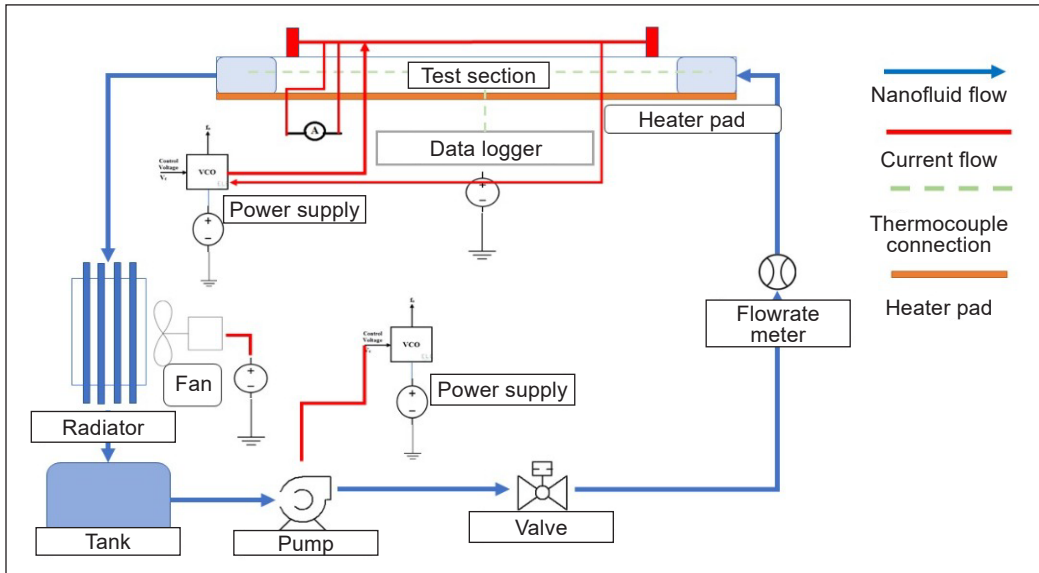 Test section
Nanofluid flow
Heater pad
A
Data logger
Current flow
Control
Voltage
VCO
Power supply
Thermocouple
connection
Flowrate
meter
Heater pad
Control
Voltage
VCO
Fan
Power supply
Radiator
Tank
Pump
Valve